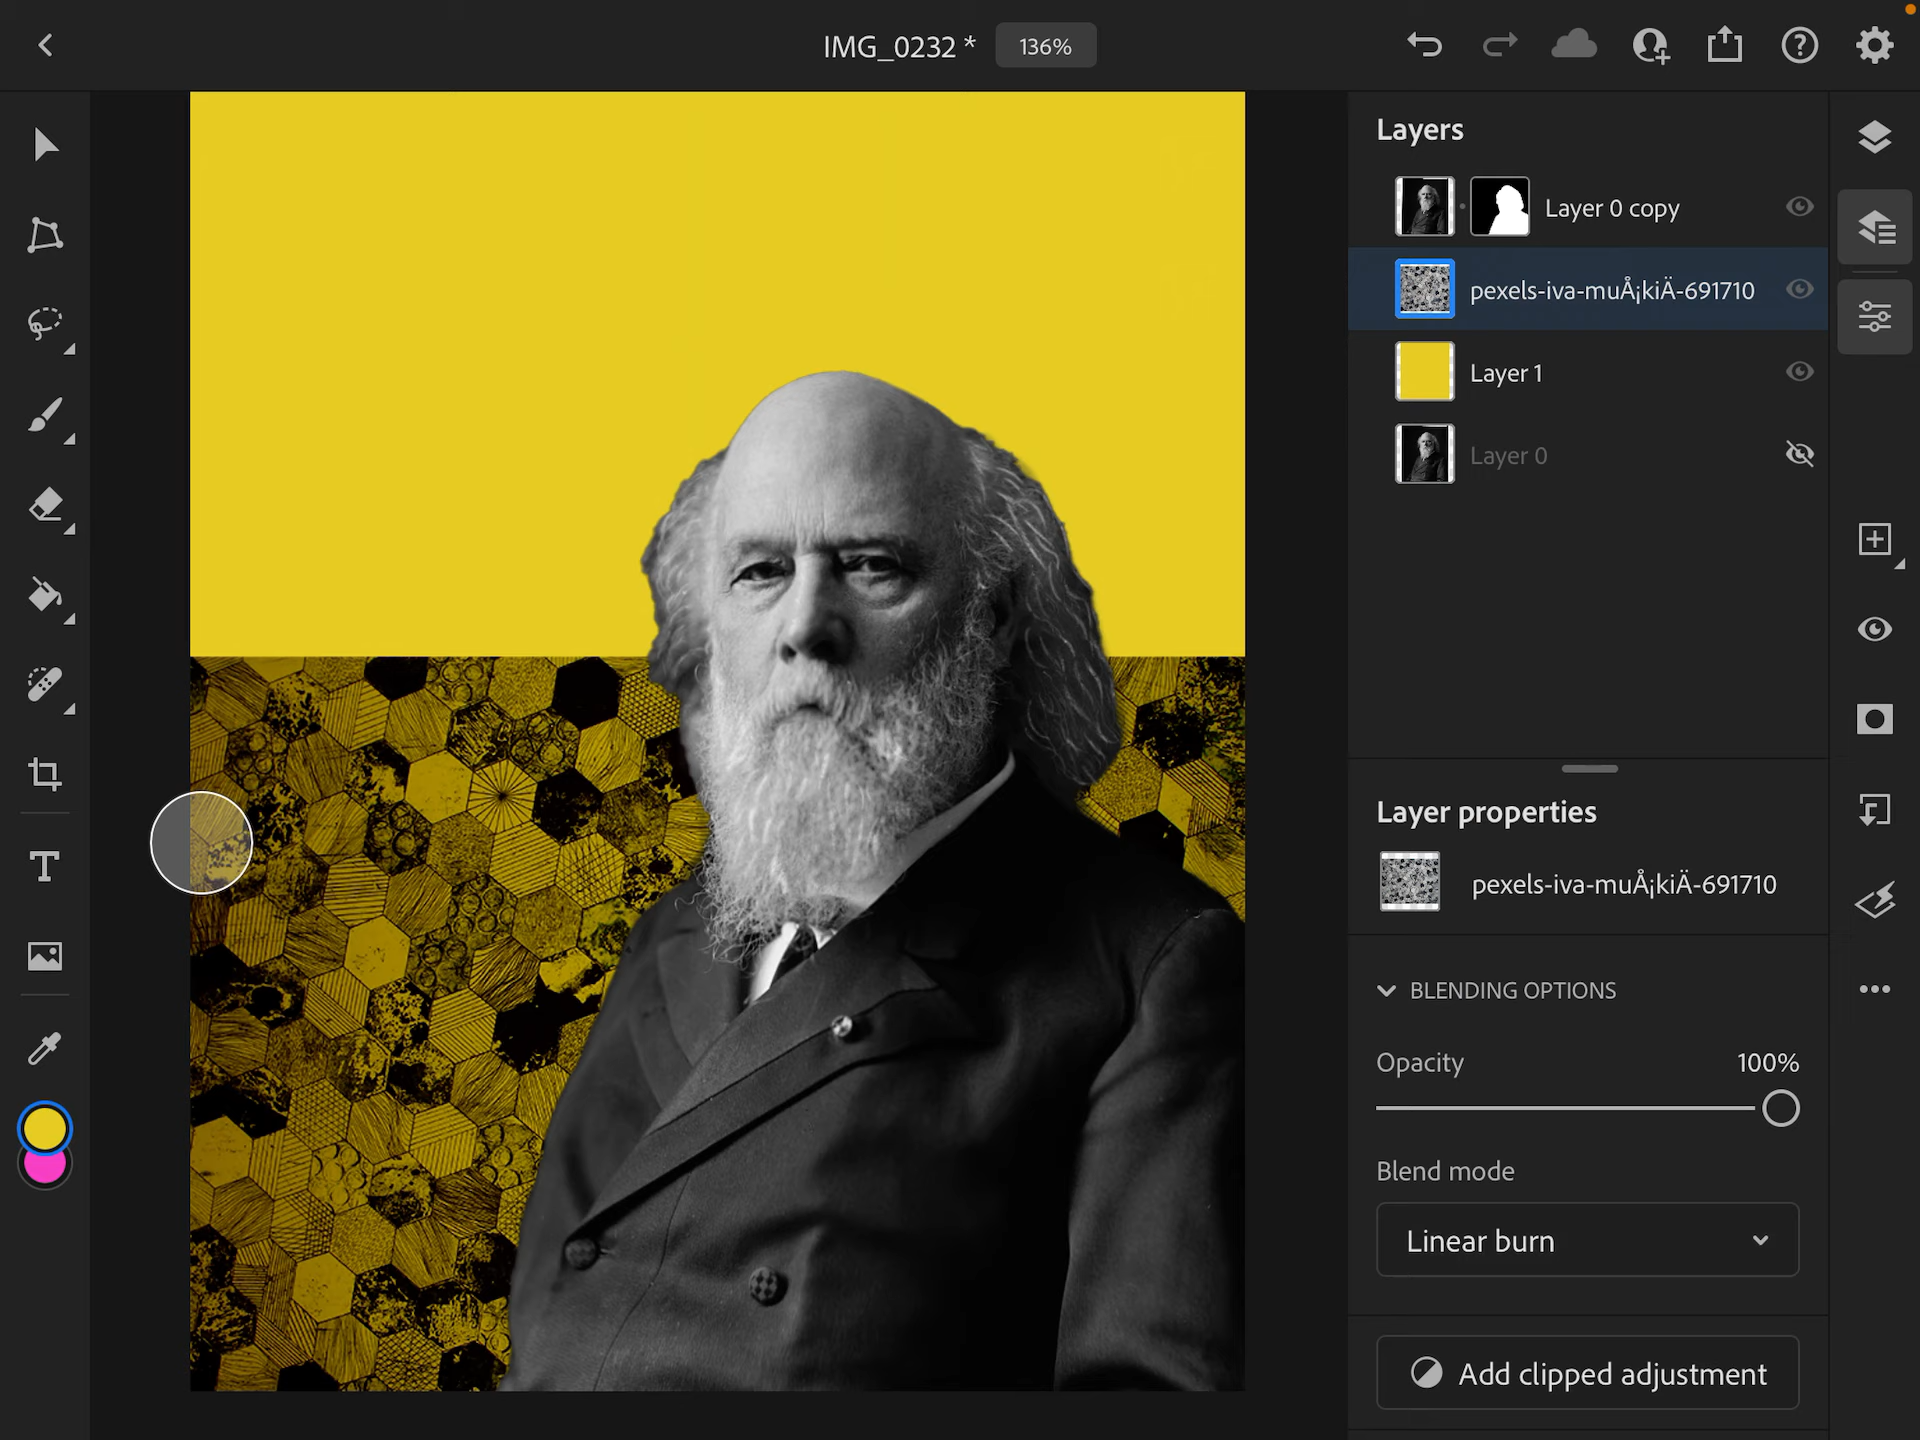 IMG_0232 *
136%
Layers
Layer 0 copy
pexels-iva-muÅ¡kiÄ-691710
Layer 1
Layer 0
Layer properties
pexels-iva-muÅ¡kiÄ-691710
BLENDING OPTIONS
Opacity 100%
Blend mode
Linear burn
Add clipped adjustment
T